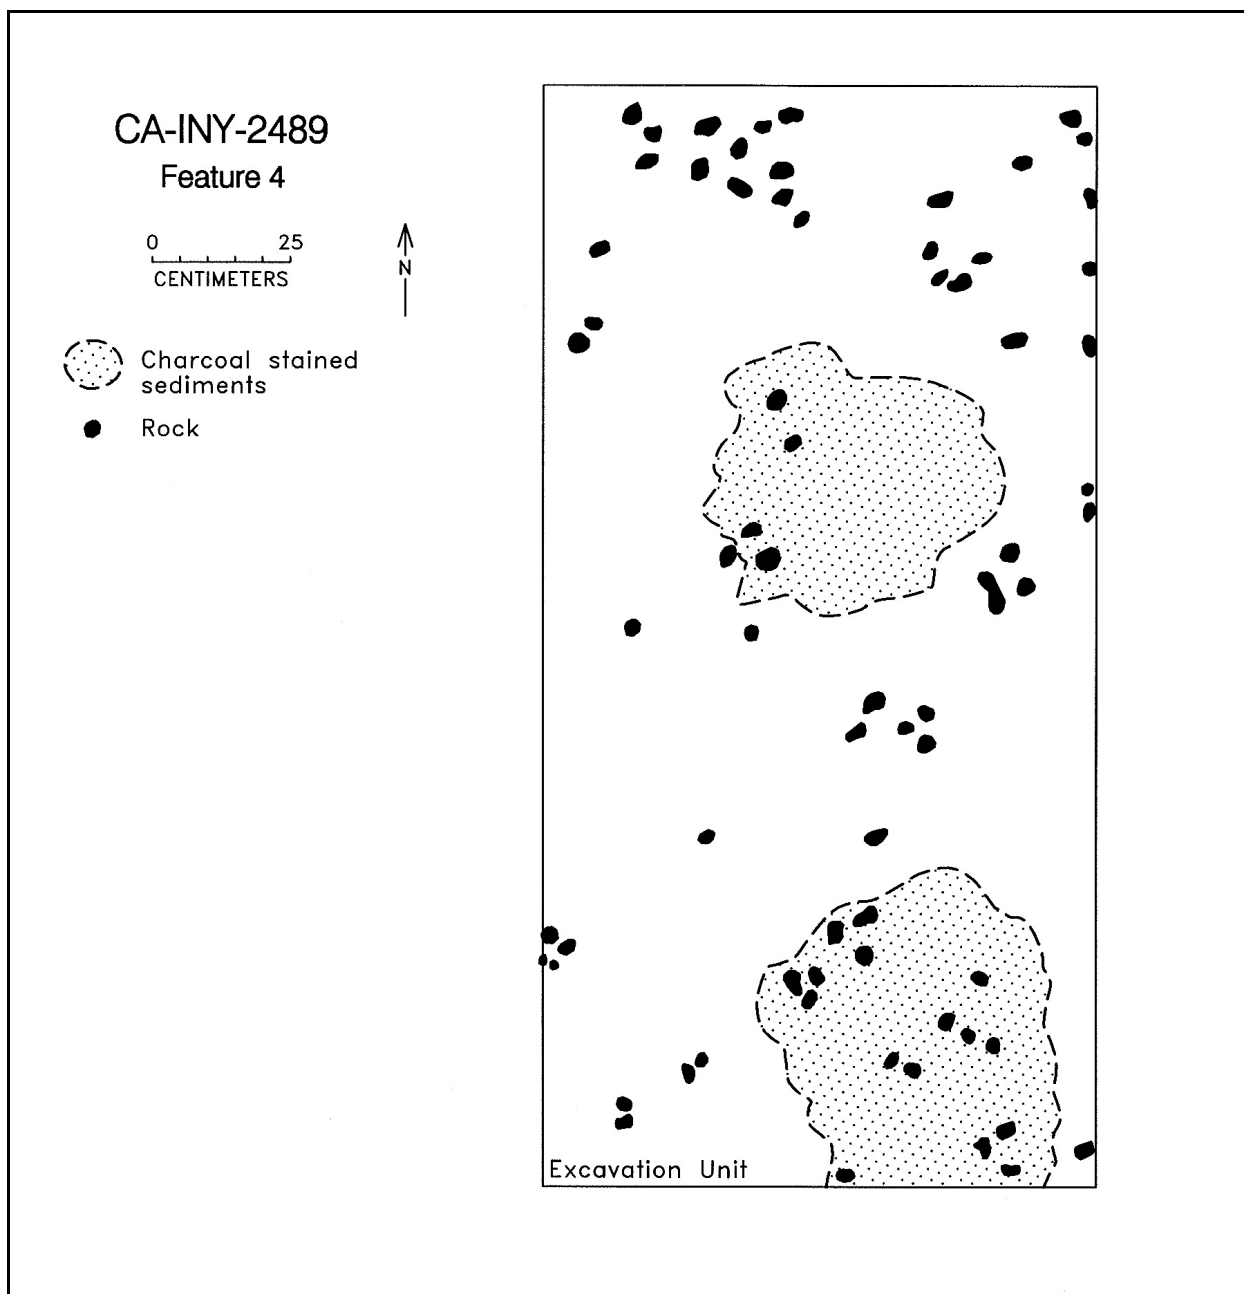 CA-INY-2489
Feature 4
0 25
CENTIMETERS
N
Charcoal stained
sediments
Rock
Excavation Unit